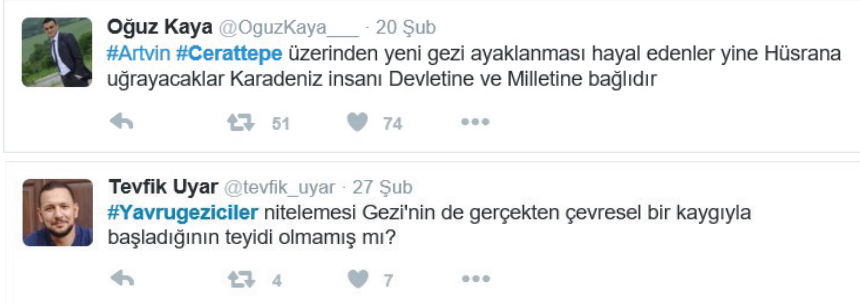 Oğuz Kaya @OguzKaya___ · 20 Şub
#Artvin #Cerattepe üzerinden yeni gezi ayaklanması hayal edenler yine Hüsrana
uğrayacaklar Karadeniz insanı Devletine ve Milletine bağlıdır
51 74
Tevfik Uyar @tevfik_uyar · 27 Şub
#Yavrugeziciler nitelemesi Gezi'nin de gerçekten çevresel bir kaygıyla
başladığının teyidi olmamış mı?
4 7